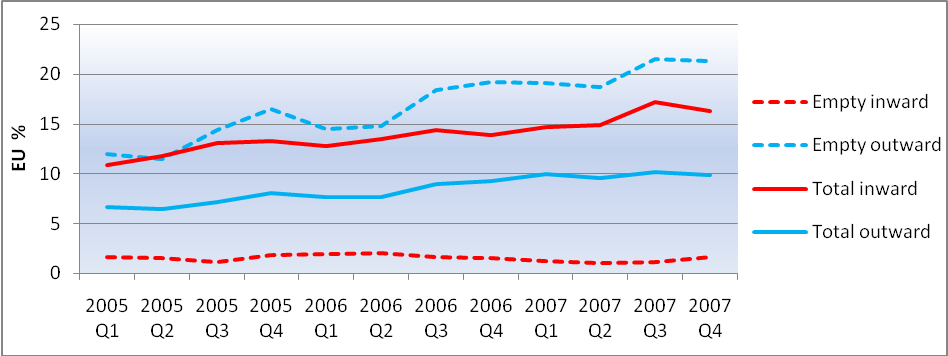 25
20
15
10
5
0
EU %
2005 2005 2005 2005 2006 2006 2006 2006 2007 2007 2007 2007
Q1 Q2 Q3 Q4 Q1 Q2 Q3 Q4 Q1 Q2 Q3 Q4
Empty inward
Empty outward
Total inward
Total outward